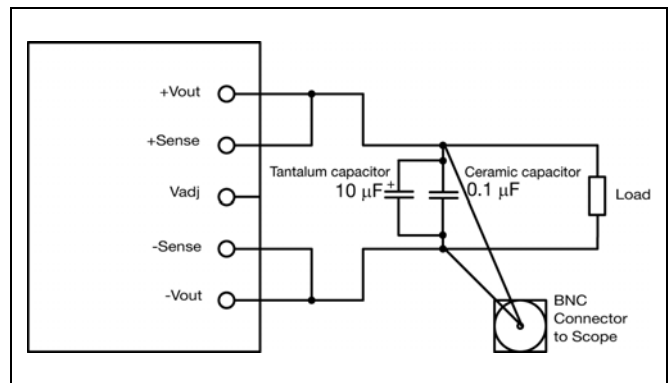 +Vout
+Sense
Vadj
-Sense
-Vout
Tantalum capacitor
10 μF
+
Ceramic capacitor
0.1 μF
Load
BNC
Connector
to Scope